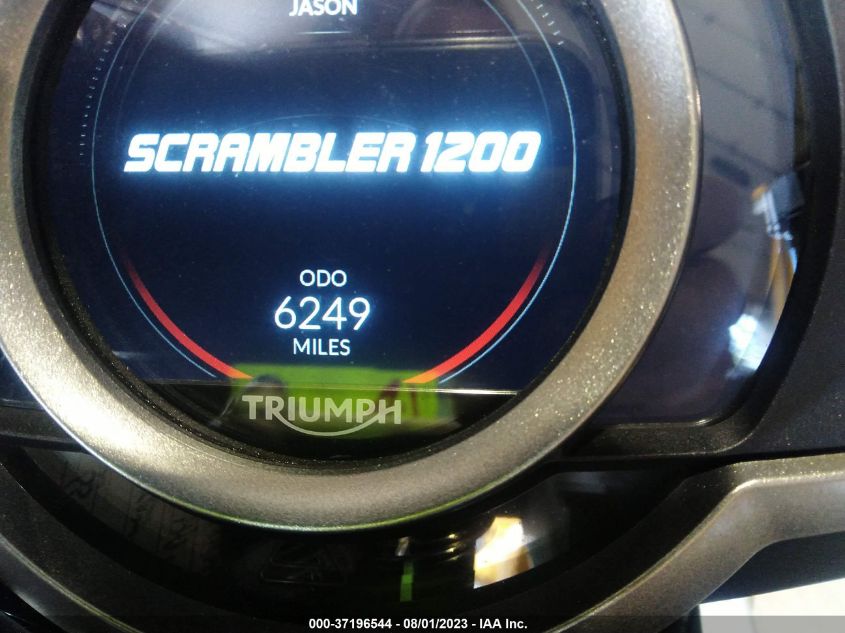 JASON
SCRAMBLER 1200
ODO
6249
MILES
TRIUMPH
000-37196544 - 08/01/2023 - IAA Inc.